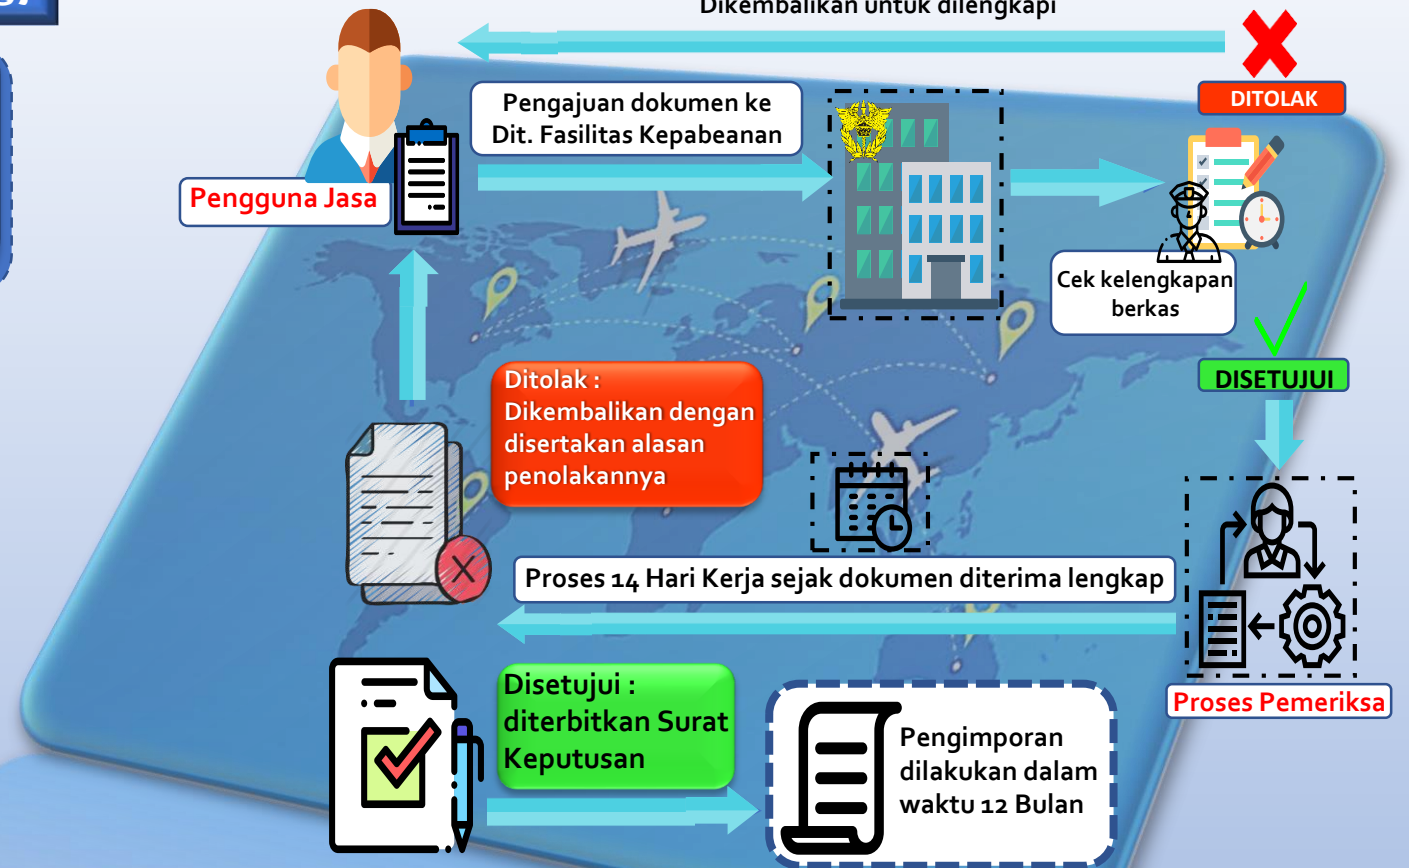 Dikembalikan untuk dilengkapi
DITOLAK
Pengajuan dokumen ke
Dit. Fasilitas Kepabeanan
Pengguna Jasa
Cek kelengkapan
berkas
DISETUJUI
Ditolak :
Dikembalikan dengan
disertakan alasan
penolakannya
Proses 14 Hari Kerja sejak dokumen diterima lengkap
Proses Pemeriksa
Disetujui :
diterbitkan Surat
Keputusan
Pengimporan
dilakukan dalam
waktu 12 Bulan